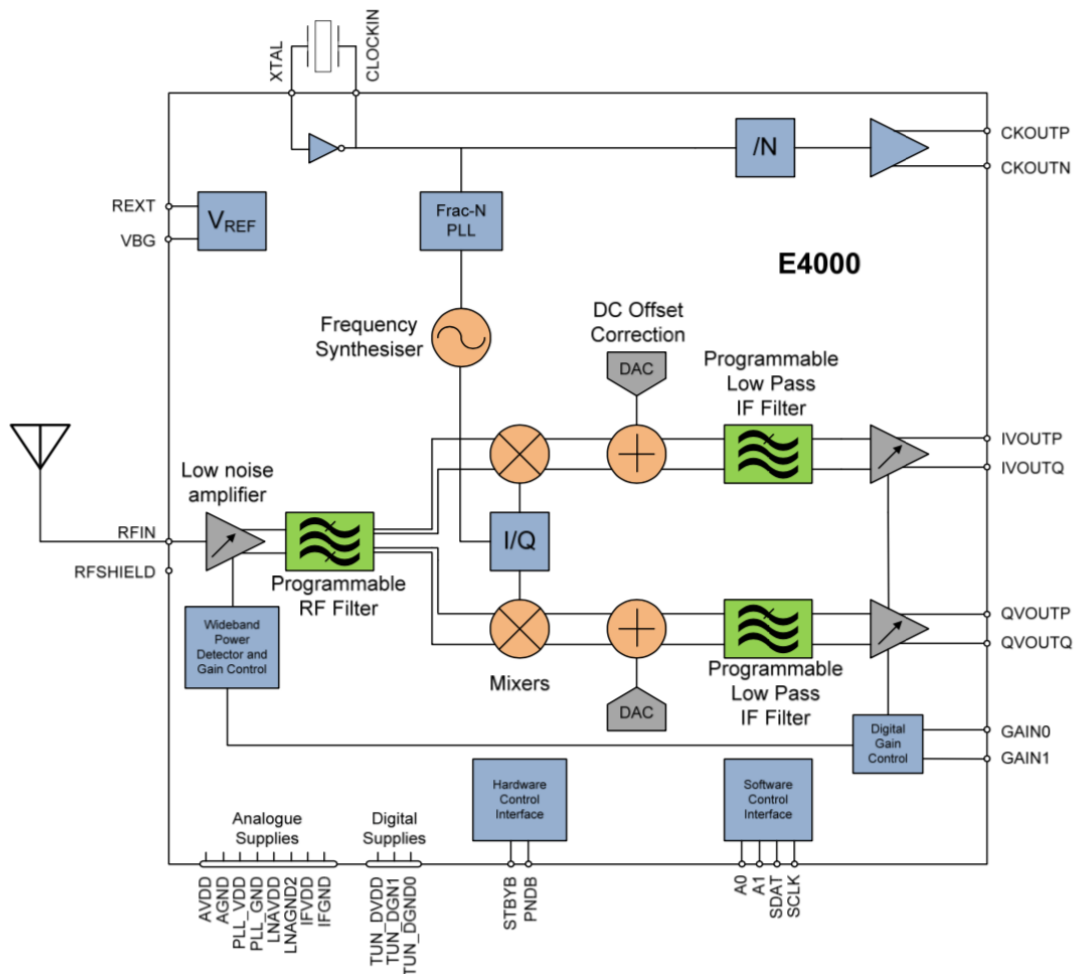 XTAL
CLOCKIN
CKOUTP
/N
CKOUTN
REXT
VREF
VBG
Frac-N
PLL
E4000
Frequency
Synthesiser
DC Offset
Correction
DAC
Programmable
Low Pass
IF Filter
IVOUTP
IVOUTQ
Low noise
amplifier
RFIN
RFSHIELD
I/Q
Programmable
RF Filter
Wideband
Power
Detector and
Gain Control
Mixers
DAC
Programmable
Low Pass
IF Filter
QVOUTP
QVOUTQ
Digital
Gain
Control
GAIN0
GAIN1
Hardware
Control
Interface
Software
Control
Interface
Analogue
Supplies
Digital
Supplies
AVDD
AGND
PLL_VDD
PLL_GND
LNAVDD
LNAGND2
IFVDD
IFGND
TUN_DVDD
TUN_DGN1
TUN_DGND0
STBYB
PNDB
A0
A1
SDAT
SCLK